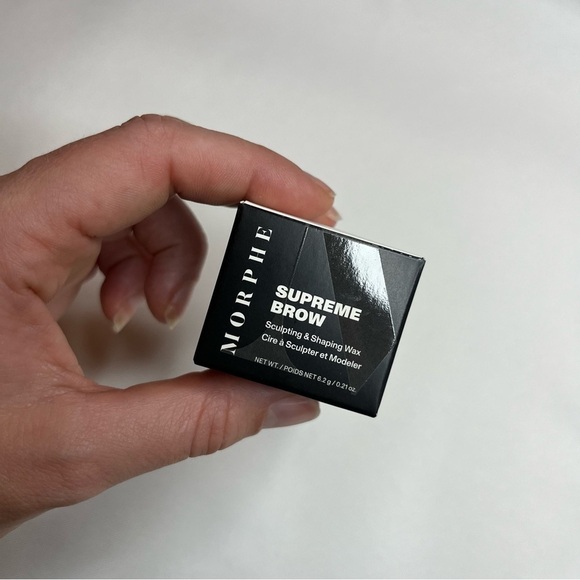 MORPHE
SUPREME
BROW
Sculpting & Shaping Wax
Cire à Sculpter et Modeler
NET WT. / POIDS NET 6.2 g / 0.21 oz.